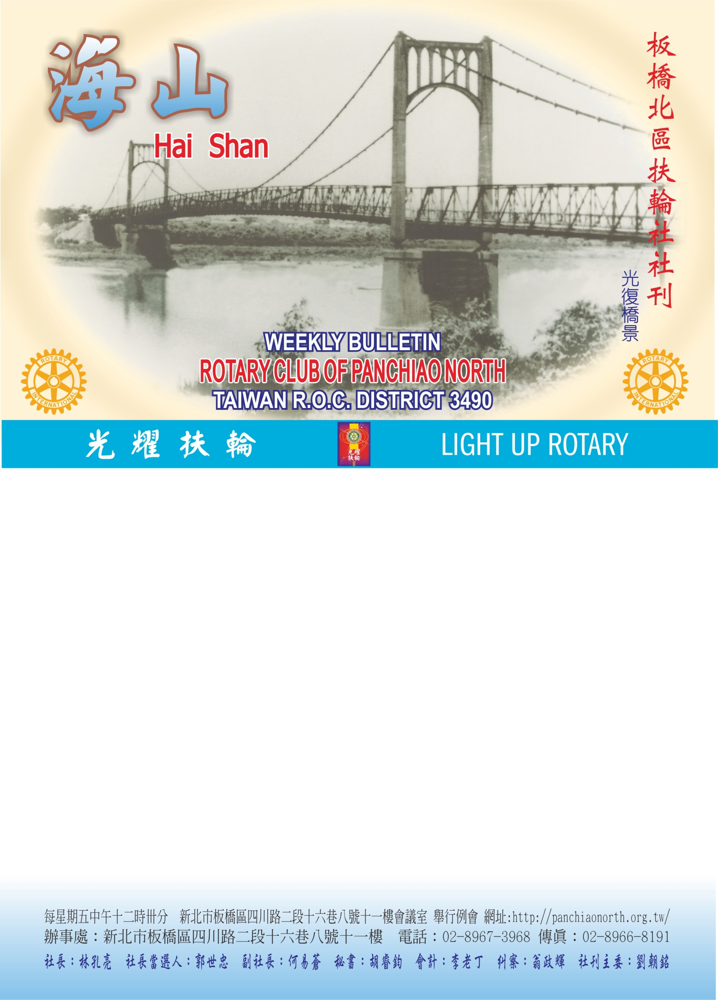 海山
Hai Shan
板橋北區扶輪社社刊
光復橋景
WEEKLY BULLETIN
ROTARY CLUB OF PANCHIAO NORTH
TAIWAN R.O.C. DISTRICT 3490
ROTARY
INTERNATIONAL
ROTARY
INTERNATIONAL
光耀扶輪
光耀
扶輪
LIGHT UP ROTARY
每星期五中午十二時卅分 新北市板橋區四川路二段十六巷八號十一樓會議室 舉行例會 網址:http://panchiaonorth.org.tw/
辦事處：新北市板橋區四川路二段十六巷八號十一樓 電話：02-8967-3968 傳眞：02-8966-8191
社長：林孔亮 社長當選人：郭世忠 副社長：何易蒼 秘書：胡睿鈞 會計：李老丁 糾察：翁政輝 社刊主委：劉朝銘